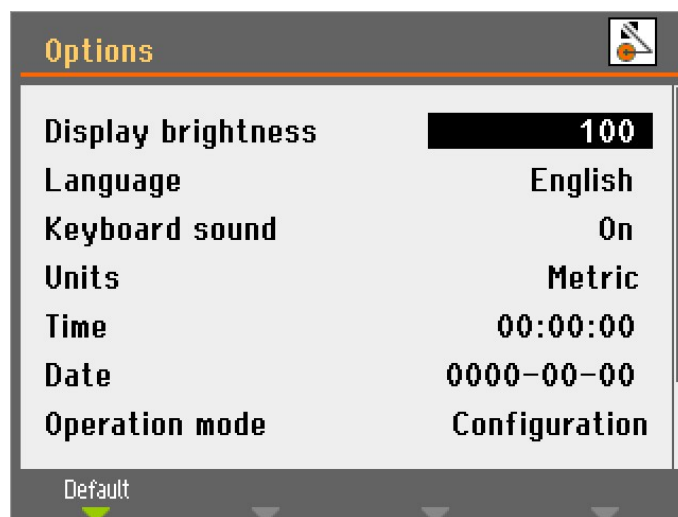 Options
Display brightness 100
Language English
Keyboard sound On
Units Metric
Time 00:00:00
Date 0000-00-00
Operation mode Configuration
Default